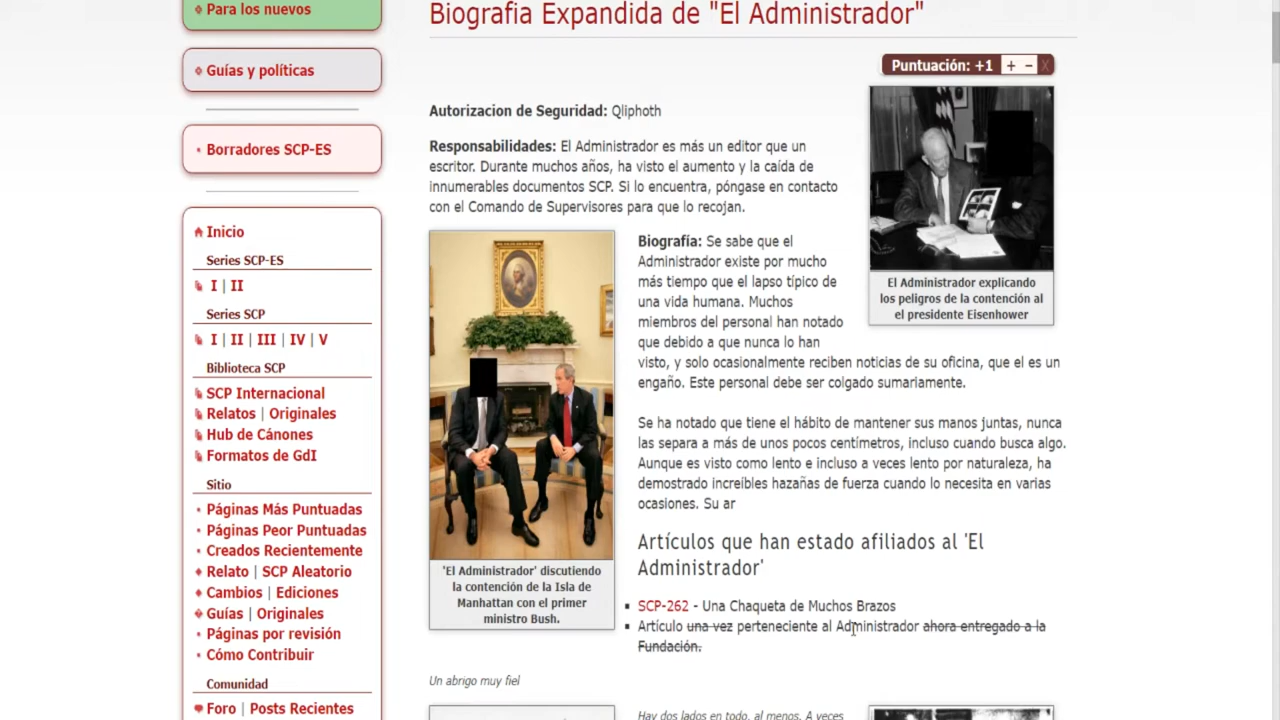 Para los nuevos
Guías y políticas
Borradores SCP-ES
Inicio
Series SCP-ES
I | II
Series SCP
I | II | III | IV | V
Biblioteca SCP
SCP Internacional
Relatos | Originales
Hub de Cánones
Formatos de GdI
Sitio
Páginas Más Puntuadas
Páginas Peor Puntuadas
Creados Recientemente
Relato | SCP Aleatorio
Cambios | Ediciones
Guías | Originales
Páginas por revisión
Cómo Contribuir
Comunidad
Foro | Posts Recientes
Biografia Expandida de "El Administrador"
Puntuación: +1 + − X
Autorizacion de Seguridad: Qliphoth
Responsabilidades: El Administrador es más un editor que un
escritor. Durante muchos años, ha visto el aumento y la caída de
innumerables documentos SCP. Si lo encuentra, póngase en contacto
con el Comando de Supervisores para que lo recojan.
El Administrador explicando
los peligros de la contención al
el presidente Eisenhower
Biografía: Se sabe que el
Administrador existe por mucho
más tiempo que el lapso típico de
una vida humana. Muchos
miembros del personal han notado
que debido a que nunca lo han
visto, y solo ocasionalmente reciben noticias de su oficina, que el es un
engaño. Este personal debe ser colgado sumariamente.
Se ha notado que tiene el hábito de mantener sus manos juntas, nunca
las separa a más de unos pocos centímetros, incluso cuando busca algo.
Aunque es visto como lento e incluso a veces lento por naturaleza, ha
demostrado increíbles hazañas de fuerza cuando lo necesita en varias
ocasiones. Su ar
'El Administrador' discutiendo
la contención de la Isla de
Manhattan con el primer
ministro Bush.
Artículos que han estado afiliados al 'El
Administrador'
SCP-262 - Una Chaqueta de Muchos Brazos
Artículo una vez perteneciente al Administrador ahora entregado a la
Fundación.
Un abrigo muy fiel
Hay dos lados en todo, al menos. A veces